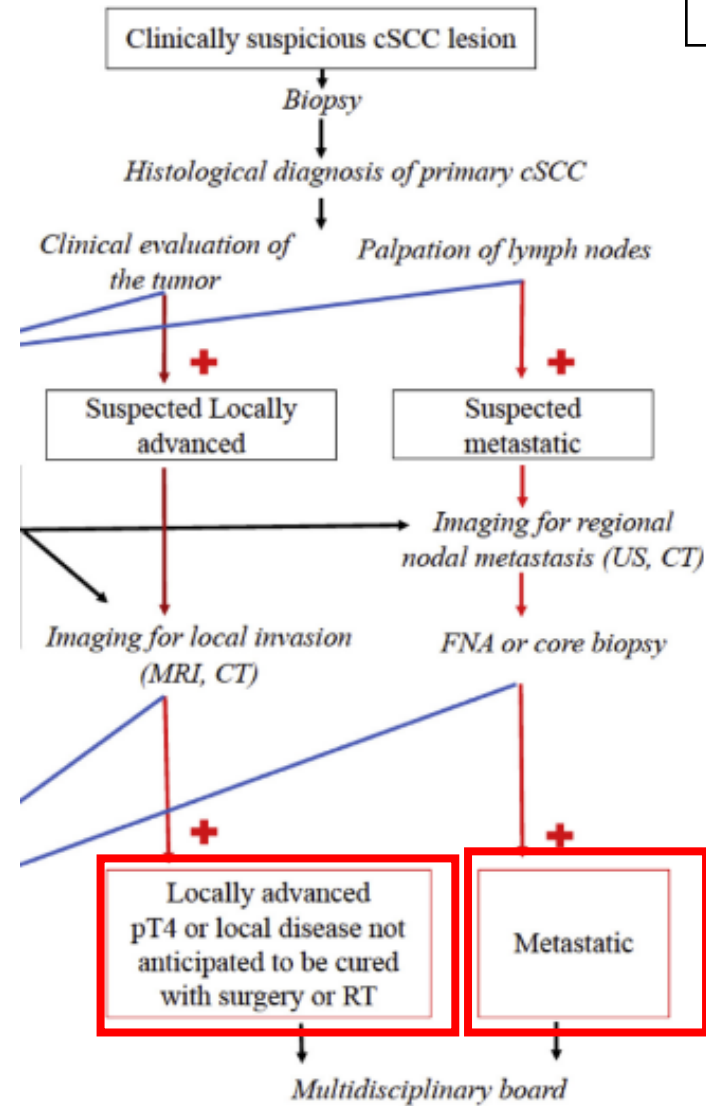 Clinically suspicious cSCC lesion
Biopsy
Histological diagnosis of primary cSCC
Clinical evaluation of
the tumor
Palpation of lymph nodes
Suspected Locally
advanced
Suspected
metastatic
Imaging for regional
nodal metastasis (US, CT)
Imaging for local invasion
(MRI, CT)
FNA or core biopsy
Locally advanced
pT4 or local disease not
anticipated to be cured
with surgery or RT
Metastatic
Multidisciplinary board